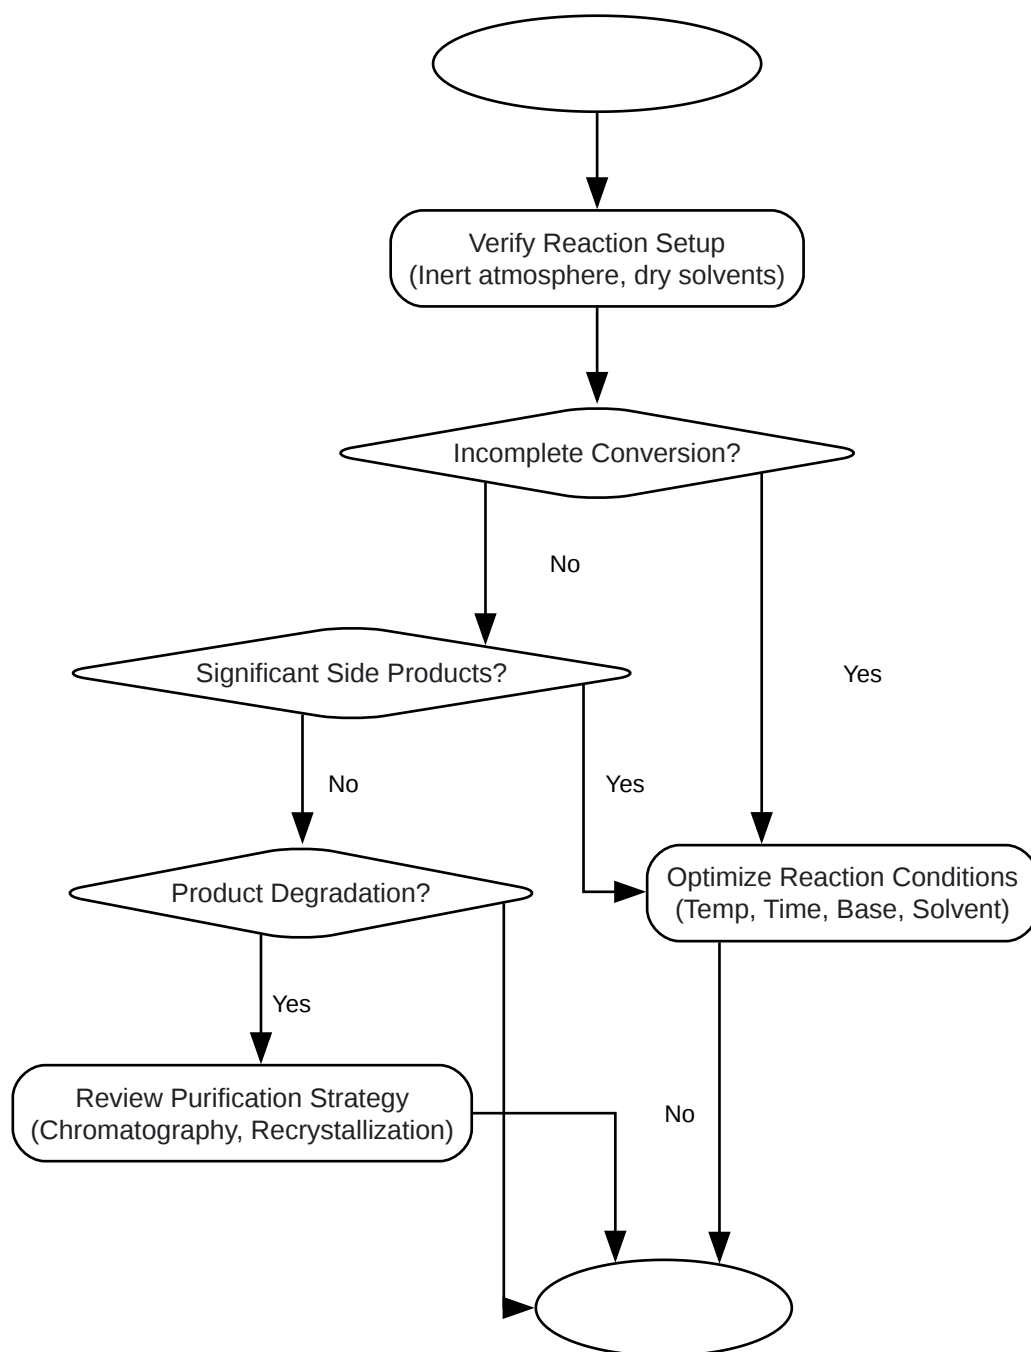 Verify Reaction Setup
(Inert atmosphere, dry solvents)
Incomplete Conversion?
No
Significant Side Products?
Yes
No
Yes
Product Degradation?
Optimize Reaction Conditions
(Temp, Time, Base, Solvent)
Yes
Review Purification Strategy
(Chromatography, Recrystallization)
No